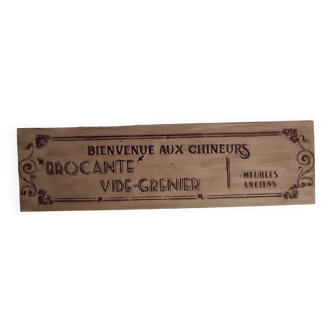 BIENVENUE AUX CHINEURS
"BROCANTE"
VIDE-GRENIER
-MEUBLES
ANCIENS